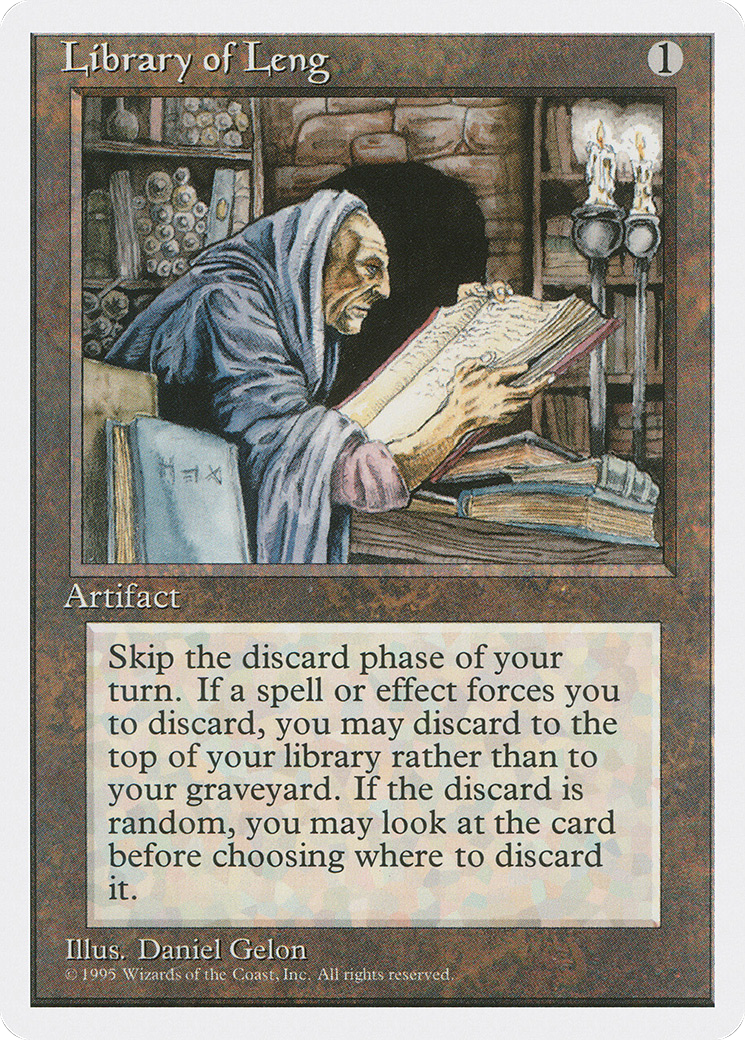 Library of Leng
1
Artifact
Skip the discard phase of your
turn. If a spell or effect forces you
to discard, you may discard to the
top of your library rather than to
your graveyard. If the discard is
random, you may look at the card
before choosing where to discard
it.
Illus. Daniel Gelon
© 1995 Wizards of the Coast, Inc. All rights reserved.